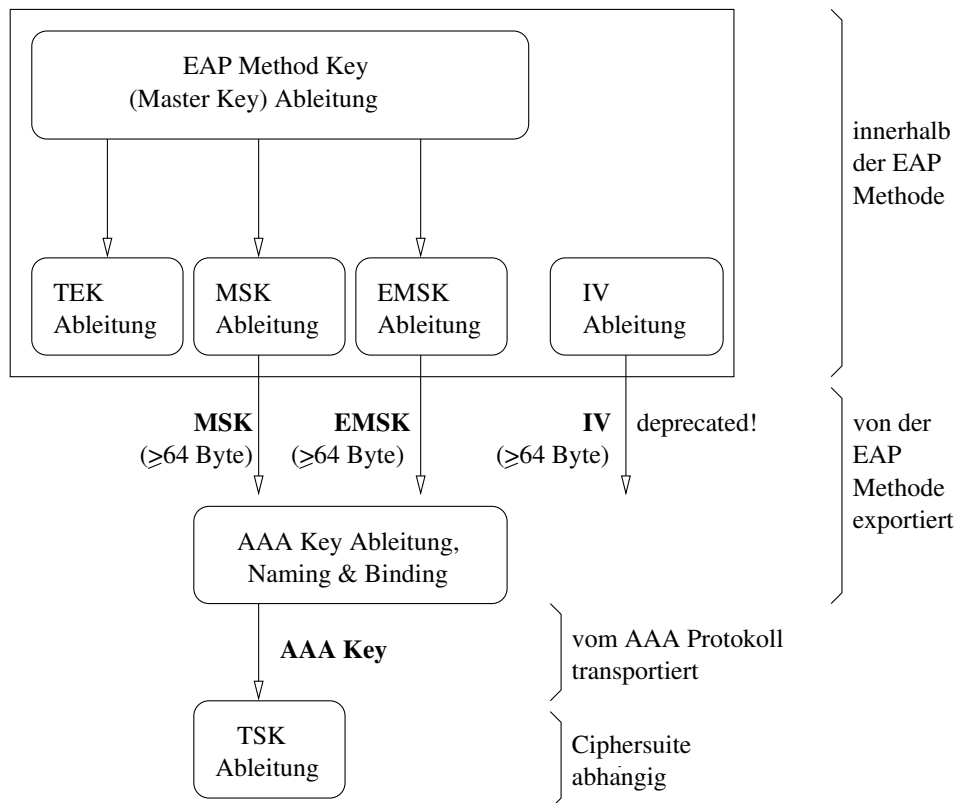 EAP Method Key
(Master Key) Ableitung
innerhalb
der EAP
Methode
TEK
Ableitung
MSK
Ableitung
EMSK
Ableitung
IV
Ableitung
MSK
(≥64 Byte)
EMSK
(≥64 Byte)
IV
(≥64 Byte)
deprecated!
von der
EAP
Methode
exportiert
AAA Key Ableitung,
Naming & Binding
AAA Key
vom AAA Protokoll
transportiert
TSK
Ableitung
Ciphersuite
abhängig